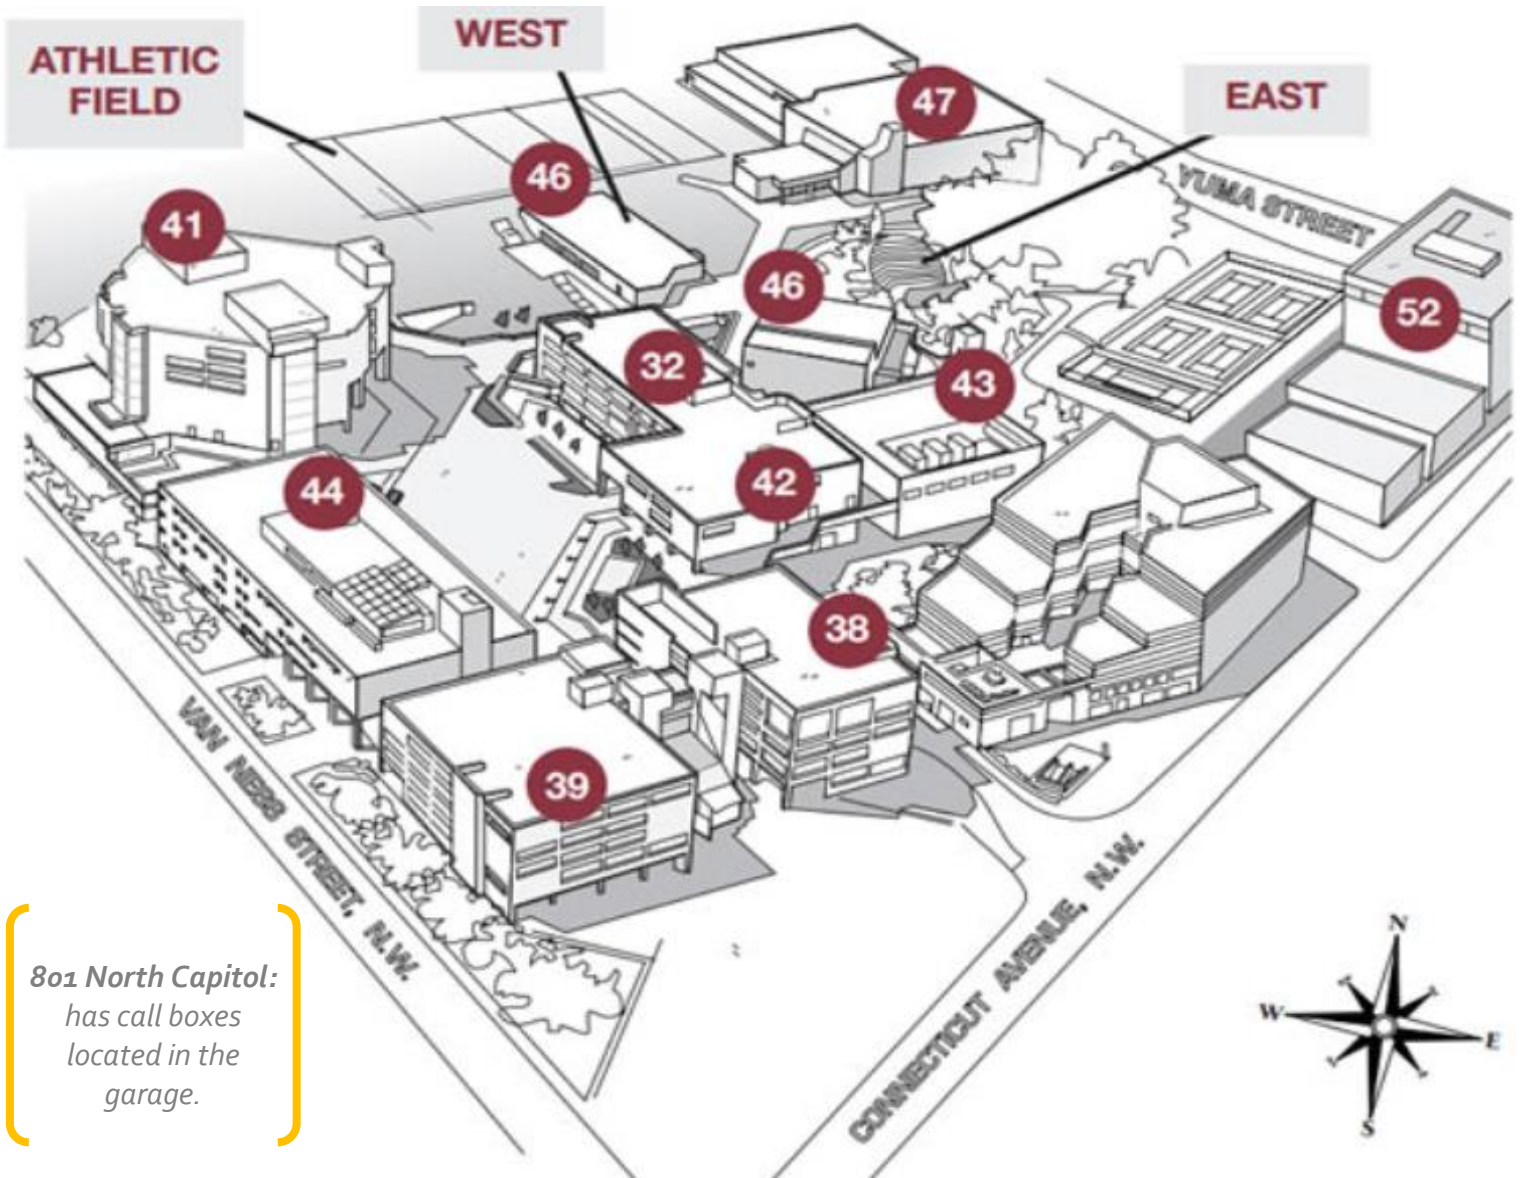 ATHLETIC
FIELD
WEST
EAST
47
46
41
YUMA STREET
46
52
32
43
44
42
38
39
VAN NESS STREET, N.W.
CONNECTICUT AVENUE, N.W.
801 North Capitol:
has call boxes
located in the
garage.
N
W
E
S